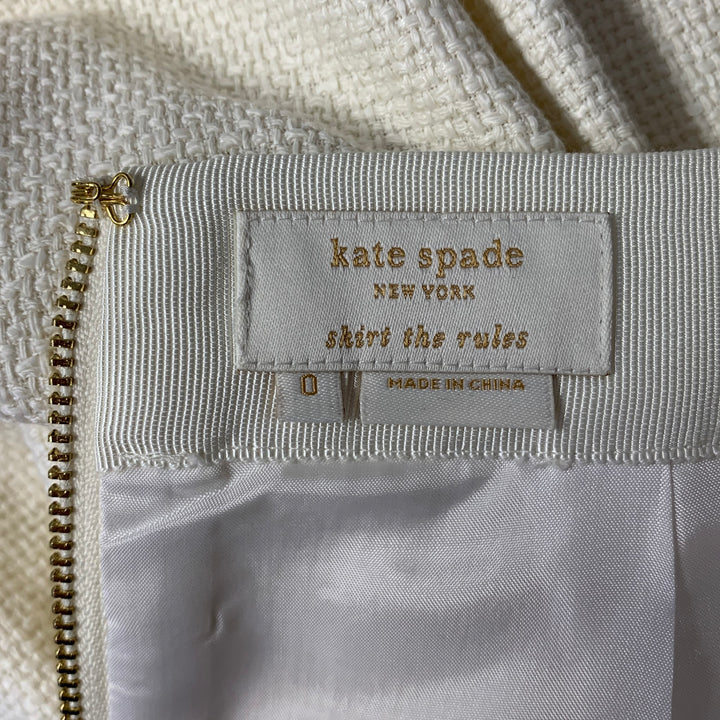 kate spade
NEW YORK
skirt the rules
0
MADE IN CHINA